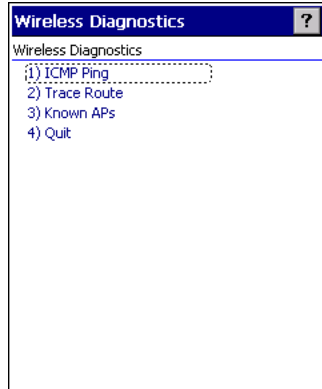 Wireless Diagnostics ?
Wireless Diagnostics
1) ICMP Ping
2) Trace Route
3) Known APs
4) Quit